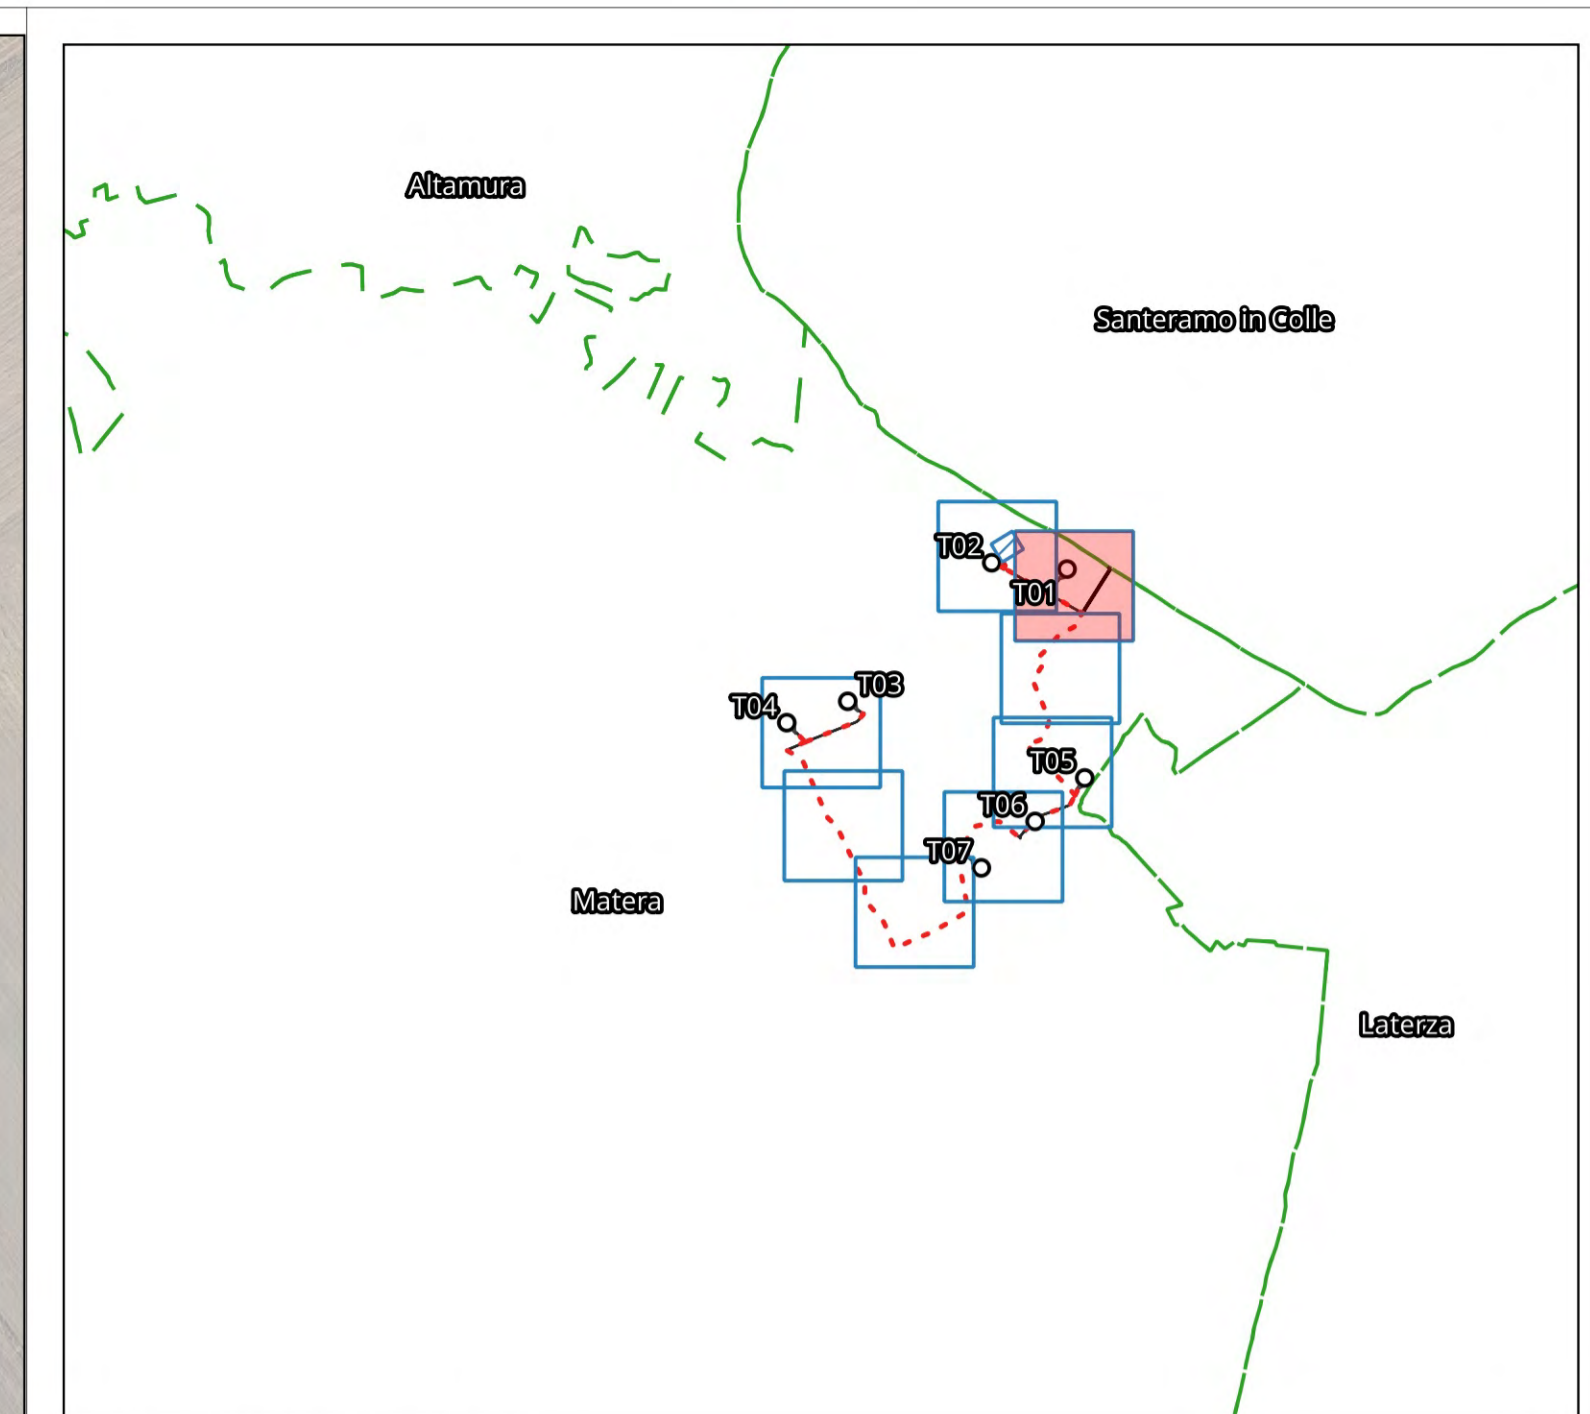 Altamura
Santeramo in Colle
T02
T01
T03
T04
T05
T06
T07
Matera
Laterza